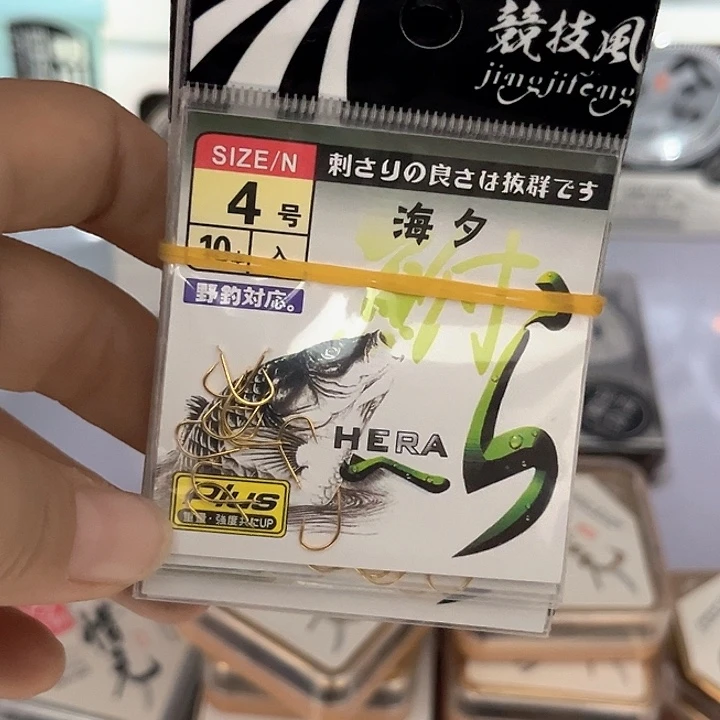 競技風
jingjifeng
SIZE/N
刺さりの良さは抜群です
4号
海夕
10
入
野釣対応。
鮒
HERA
へら
Plus
重量・強度共にUP